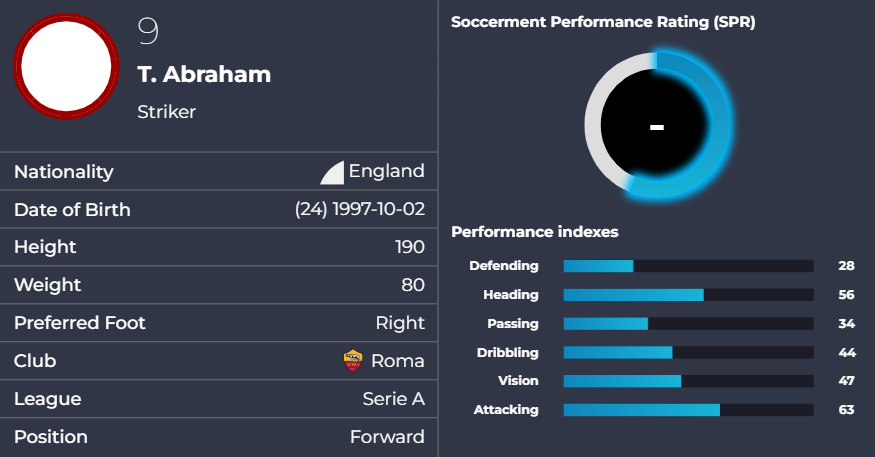 9
T. Abraham
Striker
Nationality England
Date of Birth (24) 1997-10-02
Height 190
Weight 80
Preferred Foot Right
Club Roma
League Serie A
Position Forward
Soccerment Performance Rating (SPR)
-
Performance indexes
Defending 28
Heading 56
Passing 34
Dribbling 44
Vision 47
Attacking 63